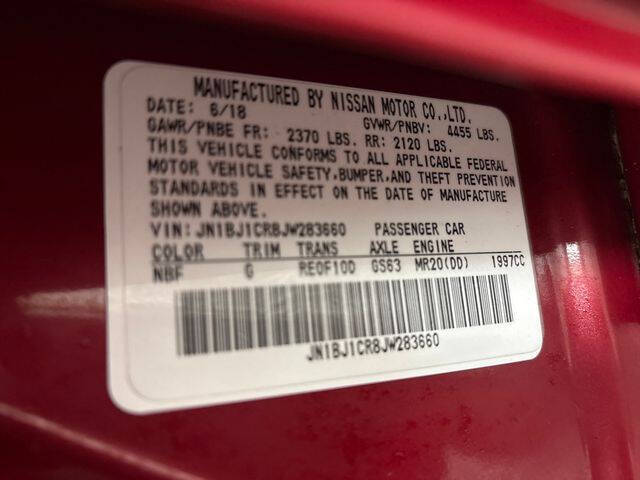 MANUFACTURED BY NISSAN MOTOR CO.,LTD.
DATE: 6/18 GVWR/PNBV: 4455 LBS.
GAWR/PNBE FR: 2370 LBS. RR: 2120 LBS.
THIS VEHICLE CONFORMS TO ALL APPLICABLE FEDERAL
MOTOR VEHICLE SAFETY,BUMPER,AND THEFT PREVENTION
STANDARDS IN EFFECT ON THE DATE OF MANUFACTURE
SHOWN ABOVE.
VIN: JN1BJ1CR8JW283660 PASSENGER CAR
COLOR TRIM TRANS AXLE ENGINE
NBF G RE0F10D GS63 MR20(DD) 1997CC
JN1BJ1CR8JW283660